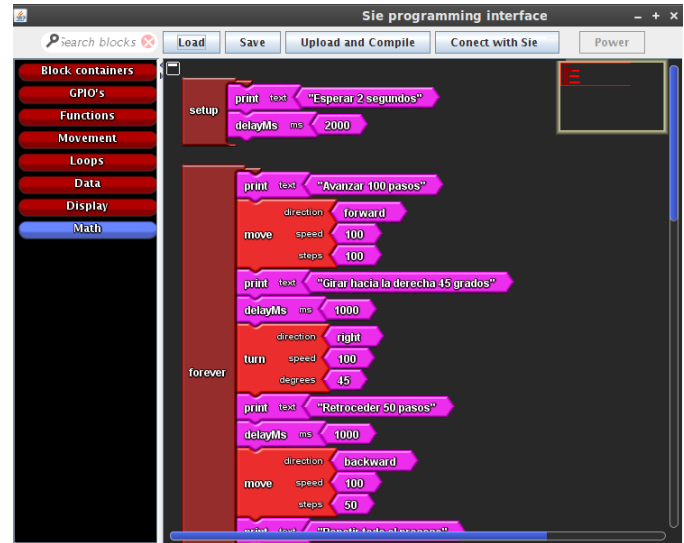 Sie programming interface
Search blocks Load Save Upload and Compile Conect with Sie Power
Block containers
GPIO's
Functions
Movement
Loops
Data
Display
Math
setup
print text "Esperar 2 segundos"
delayMs ms 2000
forever
print text "Avanzar 100 pasos"
move
direction forward
speed 100
steps 100
print text "Girar hacia la derecha 45 grados"
delayMs ms 1000
turn
direction right
speed 100
degrees 45
print text "Retroceder 50 pasos"
delayMs ms 1000
move
direction backward
speed 100
steps 50
print text